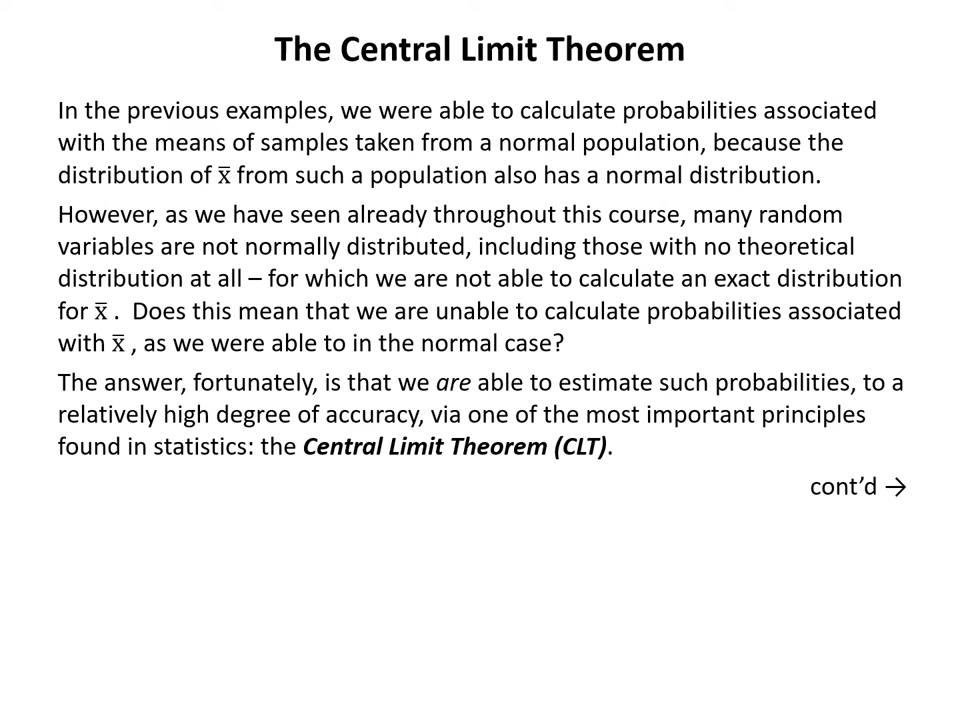 The Central Limit Theorem
In the previous examples, we were able to calculate probabilities associated
with the means of samples taken from a normal population, because the
distribution of x̅ from such a population also has a normal distribution.
However, as we have seen already throughout this course, many random
variables are not normally distributed, including those with no theoretical
distribution at all – for which we are not able to calculate an exact distribution
for x̅ .  Does this mean that we are unable to calculate probabilities associated
with x̅ , as we were able to in the normal case?
The answer, fortunately, is that we are able to estimate such probabilities, to a
relatively high degree of accuracy, via one of the most important principles
found in statistics: the Central Limit Theorem (CLT).
cont’d →